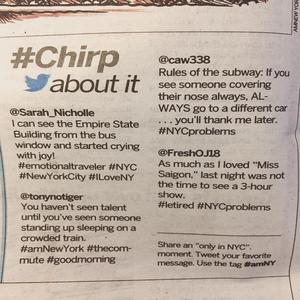 #Chirp
about it
@Sarah_Nicholle
I can see the Empire State
Building from the bus
window and started crying
with joy!
#emotionaltraveler #NYC
#NewYorkCity #ILoveNY
@tonynotiger
You haven't seen talent
until you've seen someone
standing up sleeping on a
crowded train.
#amNewYork #thecom-
mute #goodmorning
@caw338
Rules of the subway: If you
see someone covering
their nose always, AL-
WAYS go to a different car
. . . you'll thank me later.
#NYCproblems
@FreshOJ18
As much as I loved "Miss
Saigon," last night was not
the time to see a 3-hour
show.
#Ietired #NYCproblems
Share an "only in NYC".
moment. Tweet your favorite
message. Use the tag #amNY